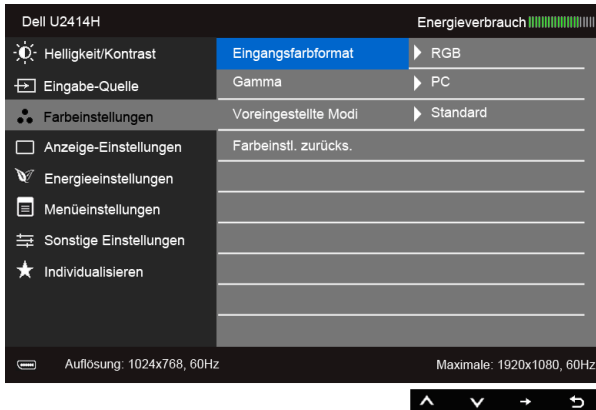 Dell U2414H Energieverbrauch
Helligkeit/Kontrast Eingangsfarbformat RGB
Eingabe-Quelle Gamma PC
Farbeinstellungen Voreingestellte Modi Standard
Anzeige-Einstellungen Farbeinstl. zurücks.
Energieeinstellungen
Menüeinstellungen
Sonstige Einstellungen
Individualisieren
Auflösung: 1024x768, 60Hz Maximale: 1920x1080, 60Hz